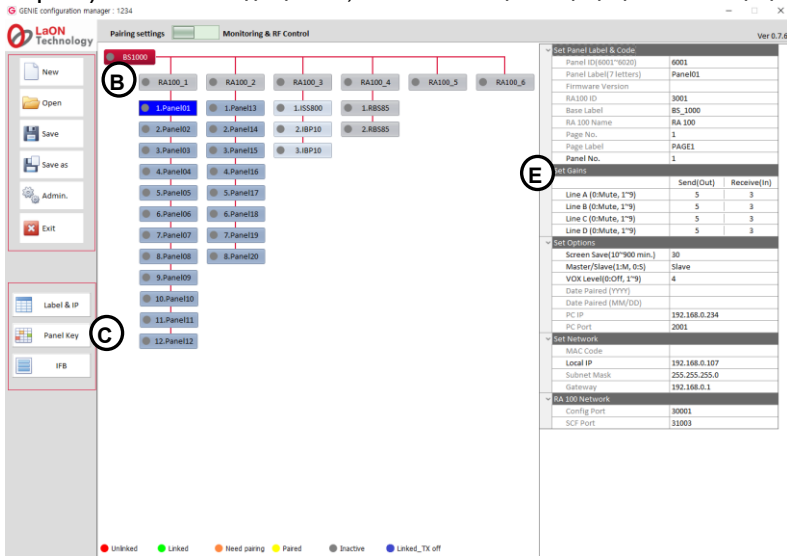 GENIE configuration manager : 1234
LaON Technology
Pairing settings Monitoring & RF Control
Ver 0.7.6
New
Open
Save
Save as
Admin.
Exit
Label & IP
Panel Key
IFB
B
C
E
BS1000
RA100_1 RA100_2 RA100_3 RA100_4 RA100_5 RA100_6
1.Panel01 1.Panel13 1.ISS800 1.RBS85
2.Panel02 2.Panel14 2.IBP10 2.RBS85
3.Panel03 3.Panel15 3.IBP10
4.Panel04 4.Panel16
5.Panel05 5.Panel17
6.Panel06 6.Panel18
7.Panel07 7.Panel19
8.Panel08 8.Panel20
9.Panel09
10.Panel10
11.Panel11
12.Panel12
Set Panel Label & Code
Panel ID(6001~6020) 6001
Panel Label(7 letters) Panel01
Firmware Version
RA100 ID 3001
Base Label BS_1000
RA 100 Name RA 100
Page No. 1
Page Label PAGE1
Panel No. 1
Set Gains
Send(Out) Receive(In)
Line A (0:Mute, 1~9) 5 3
Line B (0:Mute, 1~9) 5 3
Line C (0:Mute, 1~9) 5 3
Line D (0:Mute, 1~9) 5 3
Set Options
Screen Save(10~900 min.) 30
Master/Slave(1:M, 0:S) Slave
VOX Level(0:Off, 1~9) 4
Date Paired (YYYY)
Date Paired (MM/DD)
PC IP 192.168.0.234
PC Port 2001
Set Network
MAC Code
Local IP 192.168.0.107
Subnet Mask 255.255.255.0
Gateway 192.168.0.1
RA 100 Network
Config Port 30001
SCF Port 31003
Unlinked Linked Need pairing Paired Inactive Linked_TX off